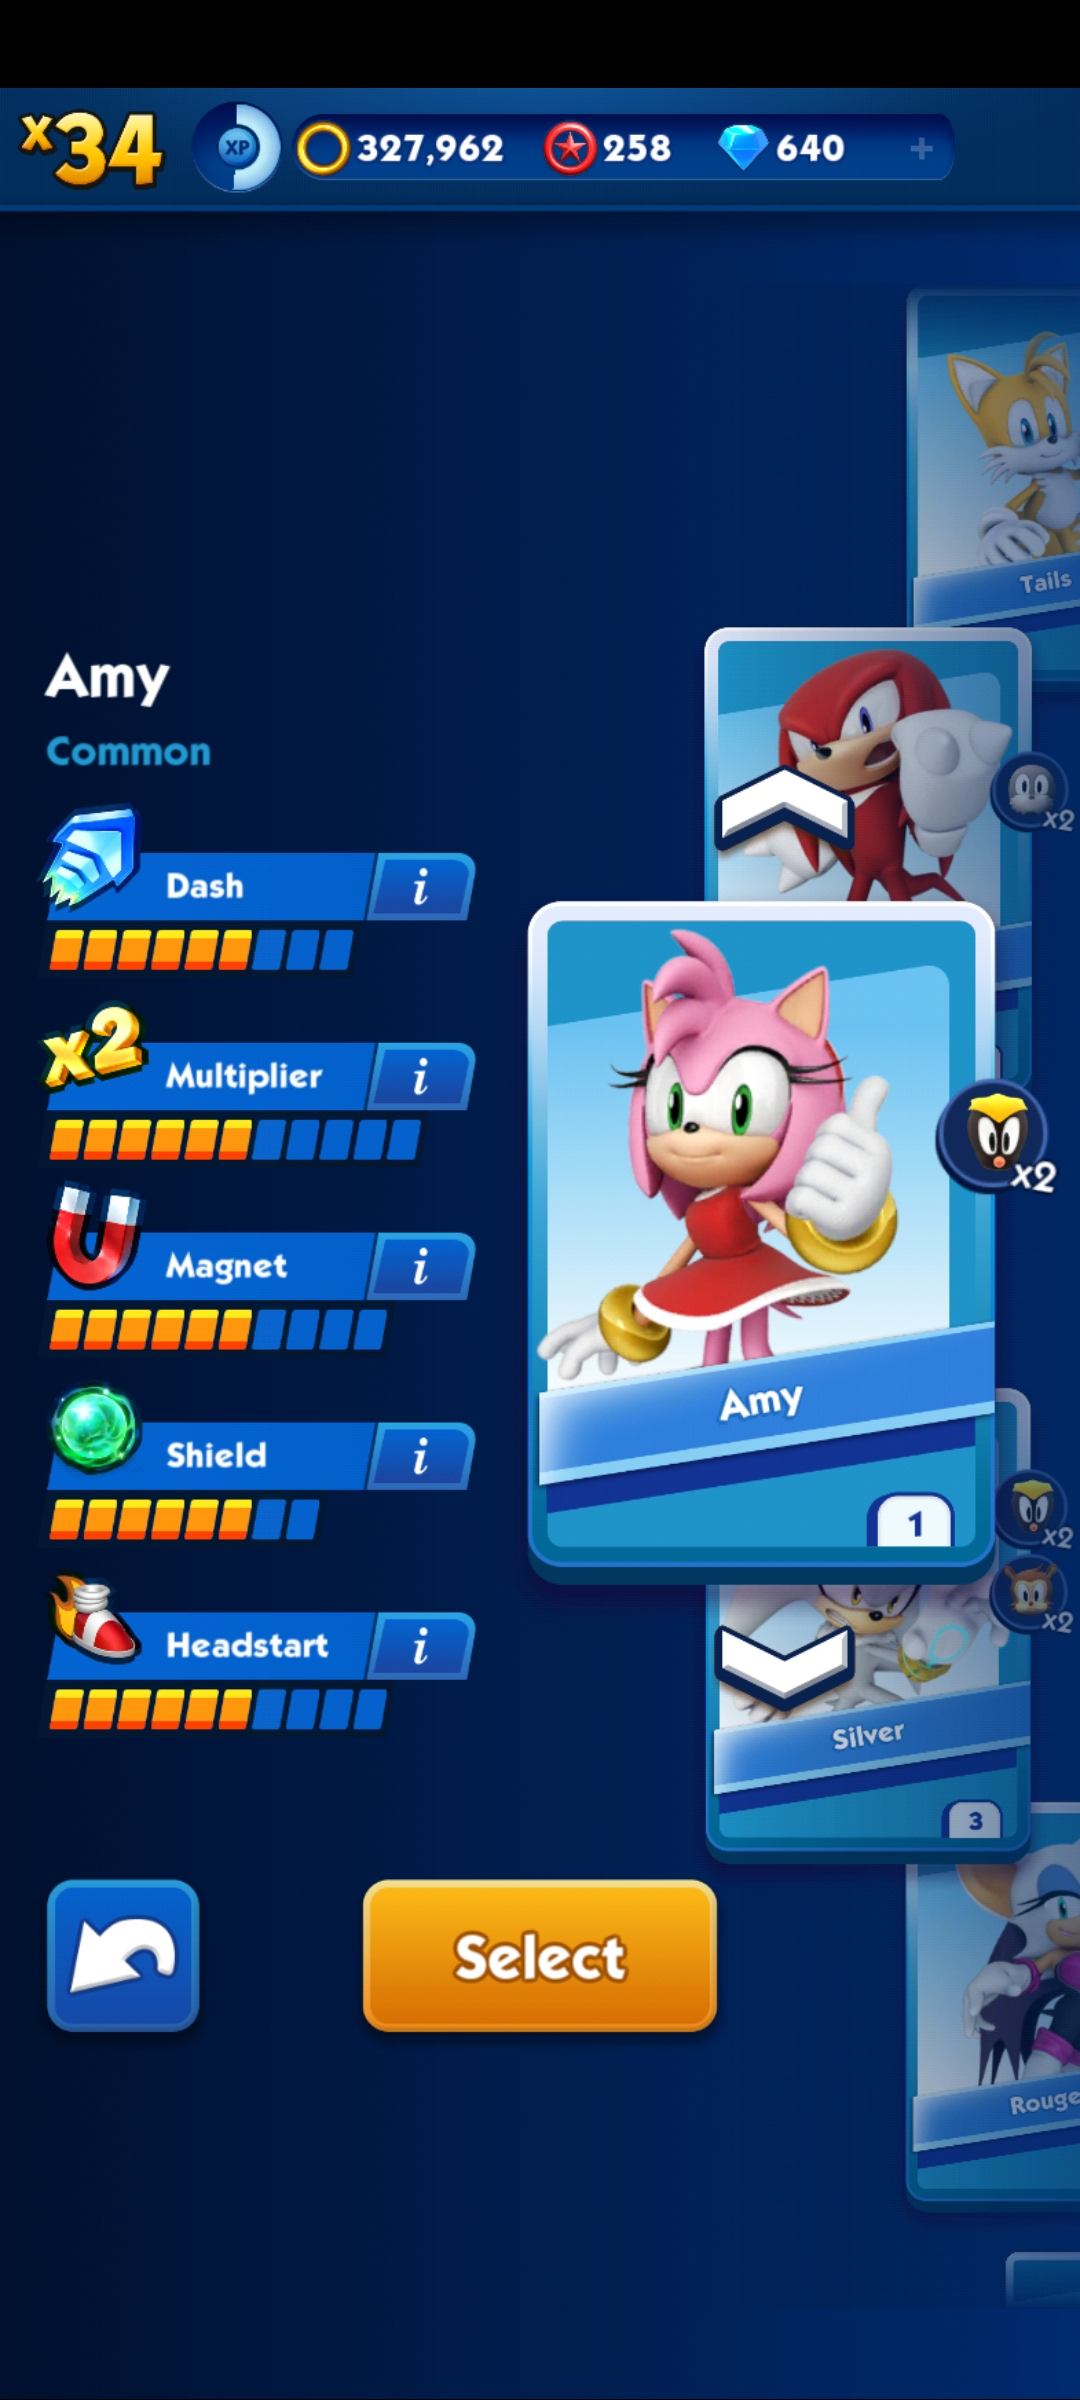 x34 XP 327,962 258 640 +
Tails
Amy
Common
Dash i
x2 Multiplier i
Magnet i
Shield i
Headstart i
x2
Amy
x2
1
x2
x2
Silver
3
Select
Rouge